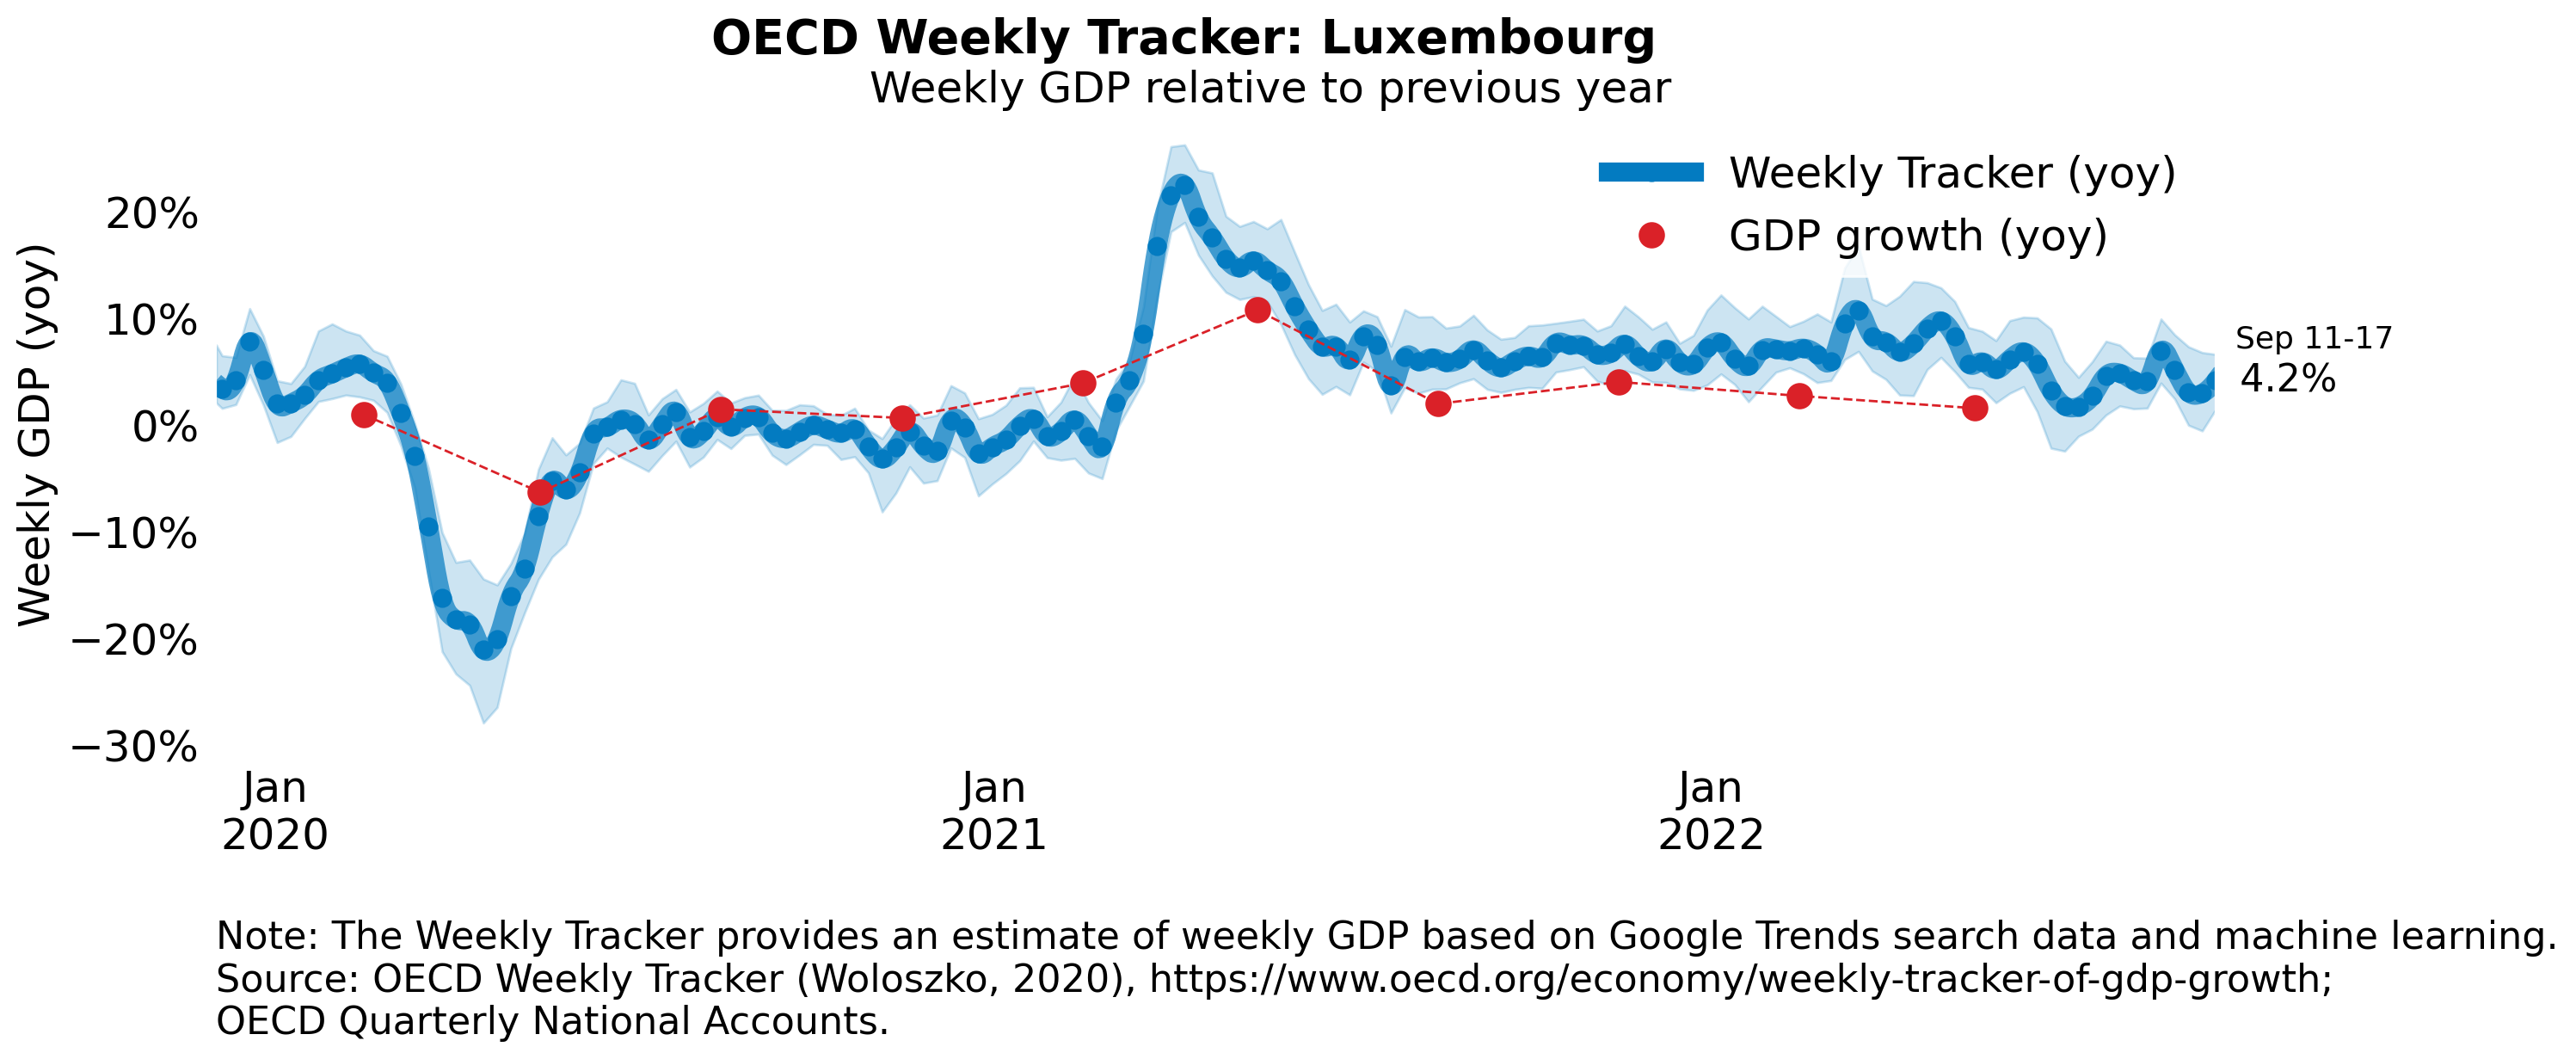 OECD Weekly Tracker: Luxembourg
Weekly GDP relative to previous year
Weekly Tracker (yoy)
GDP growth (yoy)
Weekly GDP (yoy)
20%
10%
0%
−10%
−20%
−30%
Sep 11-17
4.2%
Jan
2020
Jan
2021
Jan
2022
Note: The Weekly Tracker provides an estimate of weekly GDP based on Google Trends search data and machine learning.
Source: OECD Weekly Tracker (Woloszko, 2020), https://www.oecd.org/economy/weekly-tracker-of-gdp-growth;
OECD Quarterly National Accounts.